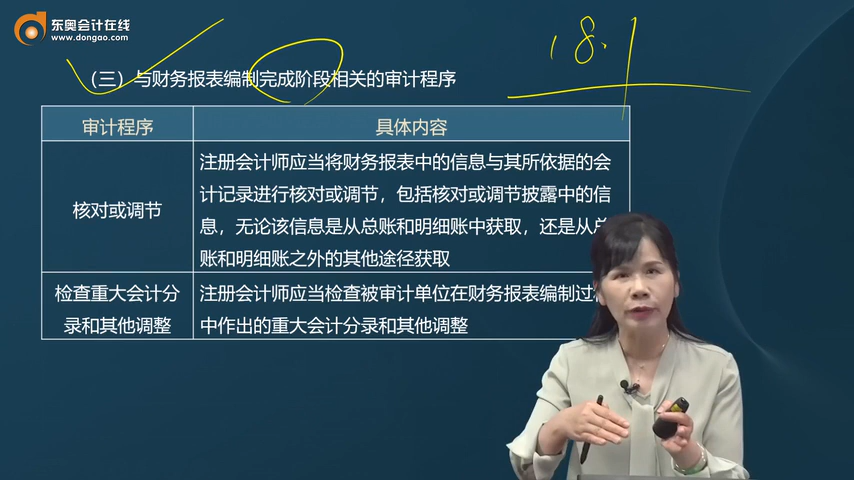 东奥会计在线
www.dongao.com
18.1
（三）与财务报表编制完成阶段相关的审计程序
审计程序
具体内容
核对或调节
注册会计师应当将财务报表中的信息与其所依据的会
计记录进行核对或调节，包括核对或调节披露中的信
息，无论该信息是从总账和明细账中获取，还是从总
账和明细账之外的其他途径获取
检查重大会计分
录和其他调整
注册会计师应当检查被审计单位在财务报表编制过
中作出的重大会计分录和其他调整